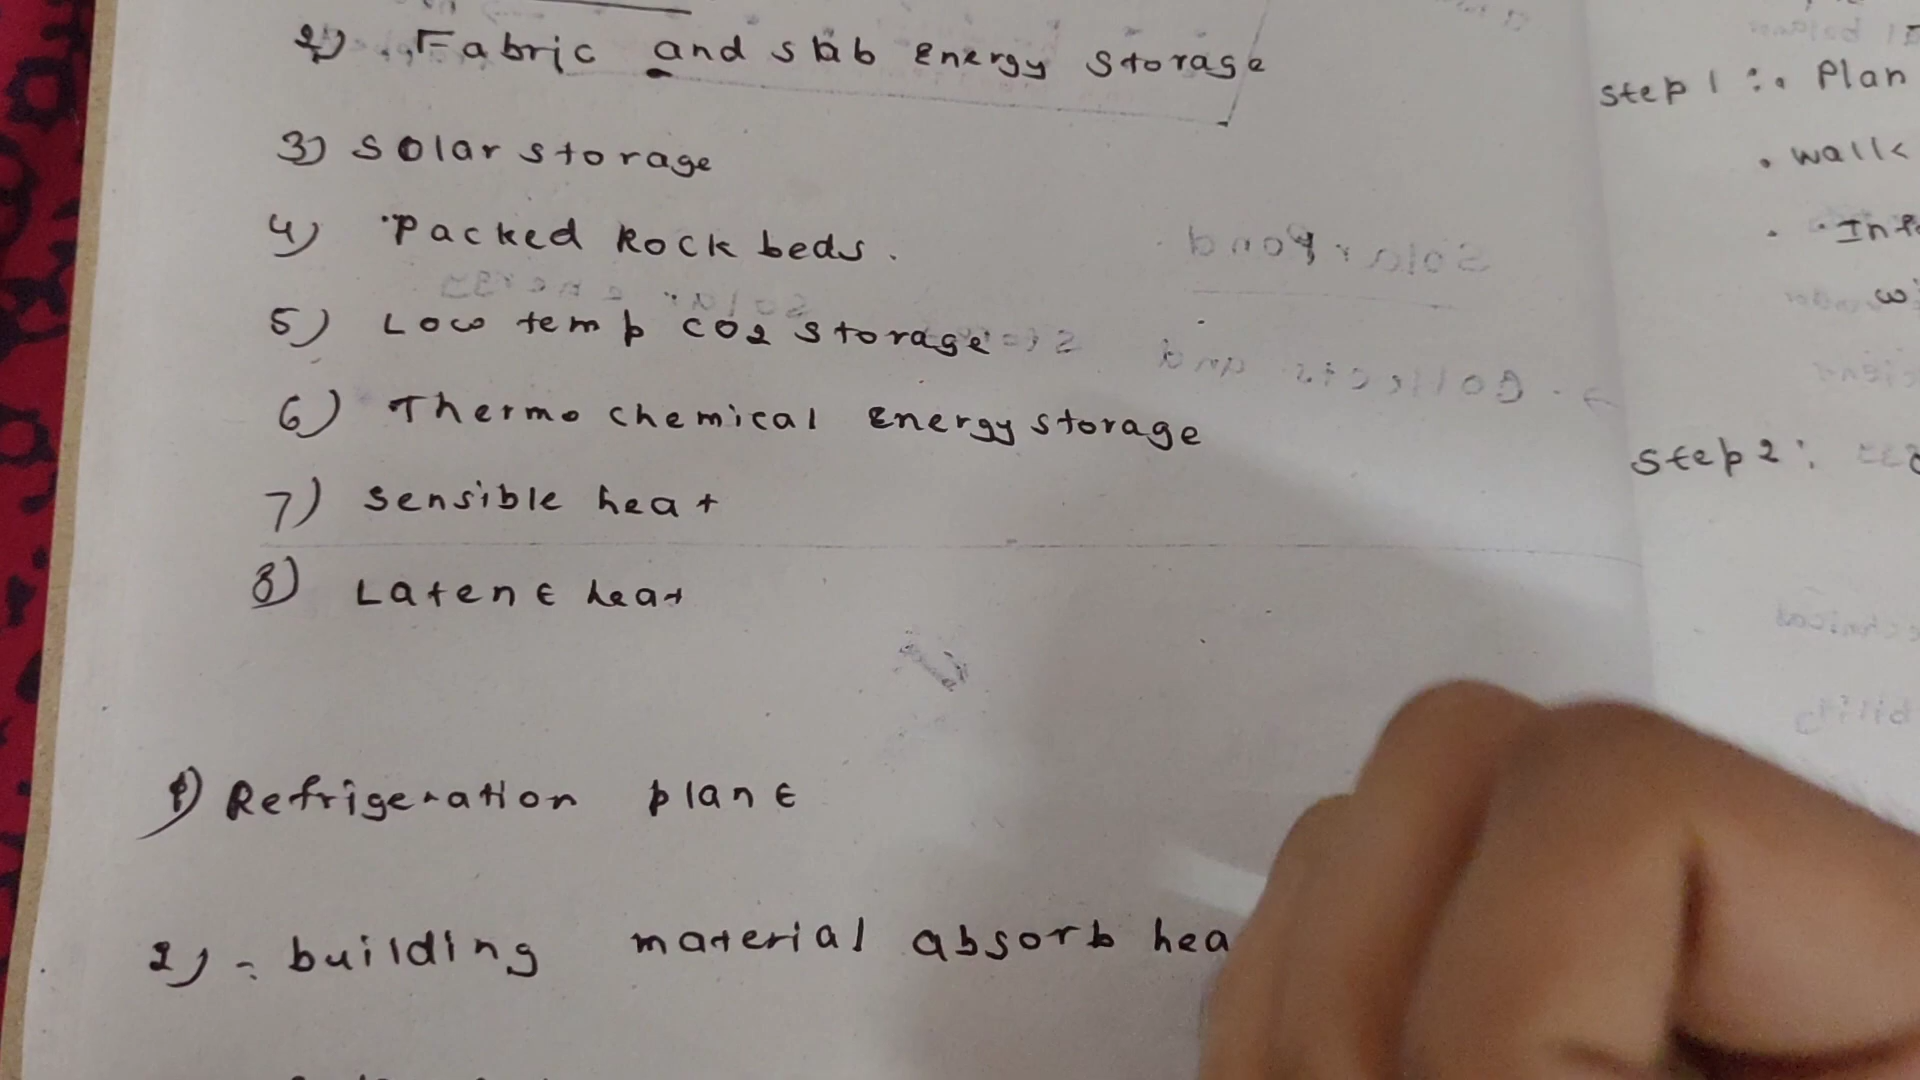 2) Fabric and slab energy storage
3) Solar storage
4) Packed Rock beds.
5) Low temp CO2 storage
6) Thermo chemical energy storage
7) Sensible heat
8) Latent heat
1) Refrigeration plant
2) - building material absorb hea
step 1 : Plan
. walls
step 2 :